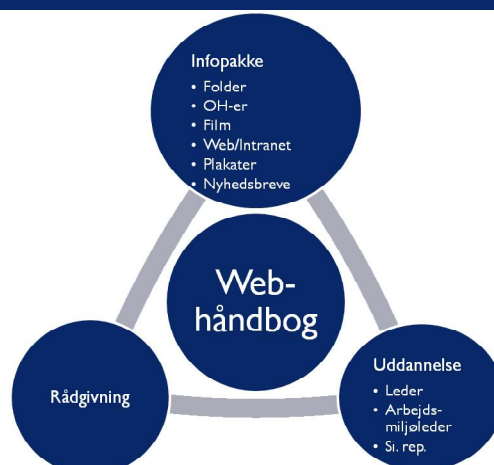 Infopakke
• Folder
• OH-er
• Film
• Web/Intranet
• Plakater
• Nyhedsbreve
Web-
håndbog
Rådgivning
Uddannelse
• Leder
• Arbejds-
miljøleder
• Si. rep.